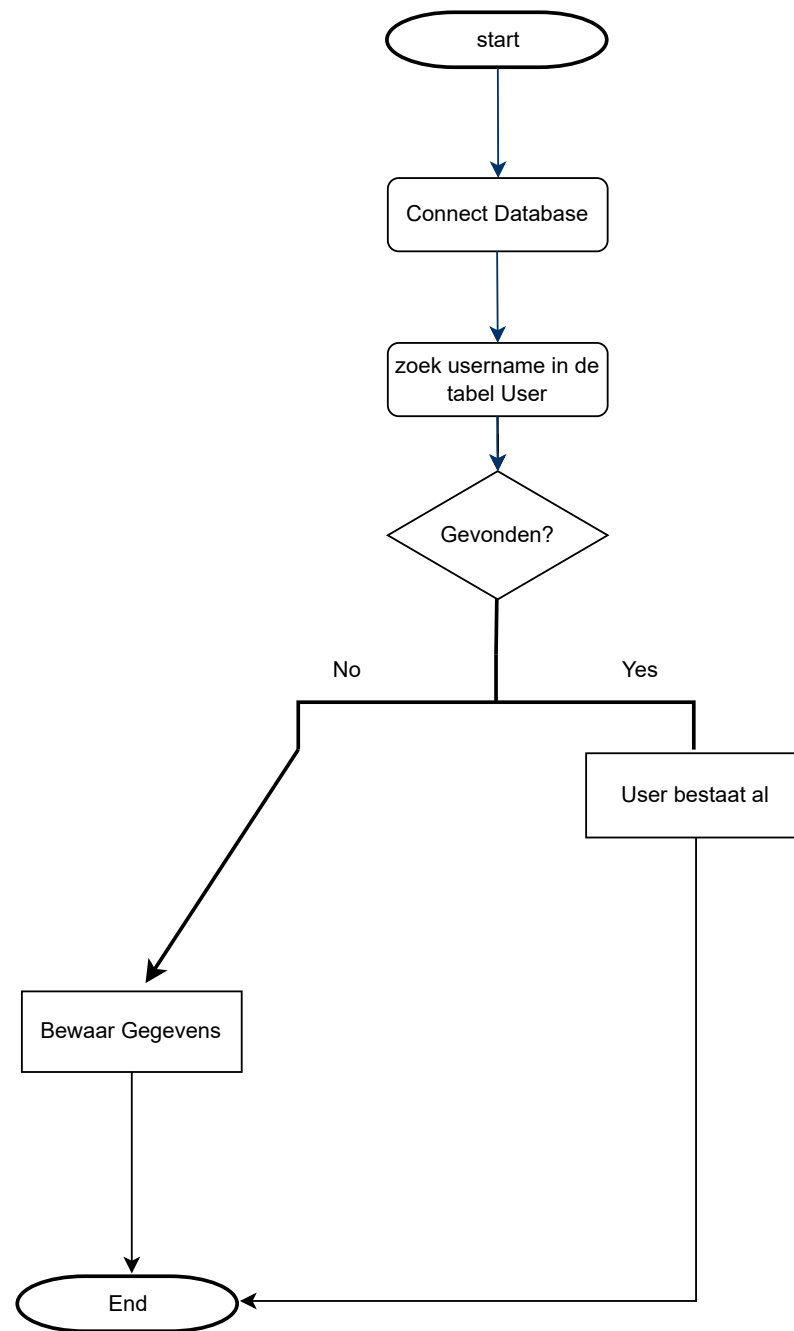 start
Connect Database
zoek username in de
tabel User
Gevonden?
No
Yes
User bestaat al
Bewaar Gegevens
End